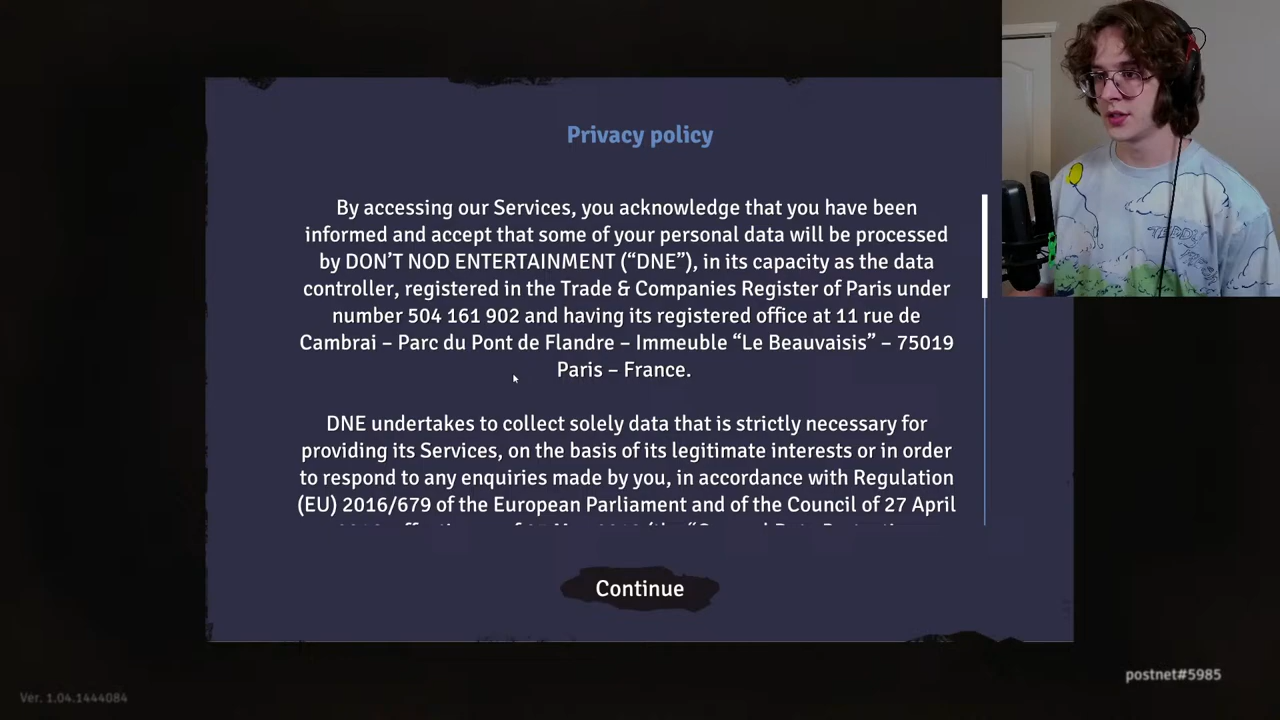 Privacy policy
By accessing our Services, you acknowledge that you have been
informed and accept that some of your personal data will be processed
by DON'T NOD ENTERTAINMENT (“DNE”), in its capacity as the data
controller, registered in the Trade & Companies Register of Paris under
number 504 161 902 and having its registered office at 11 rue de
Cambrai – Parc du Pont de Flandre – Immeuble “Le Beauvaisis” – 75019
Paris – France.
DNE undertakes to collect solely data that is strictly necessary for
providing its Services, on the basis of its legitimate interests or in order
to respond to any enquiries made by you, in accordance with Regulation
(EU) 2016/679 of the European Parliament and of the Council of 27 April
Continue
postnet#5985
Ver. 1.04.1444084